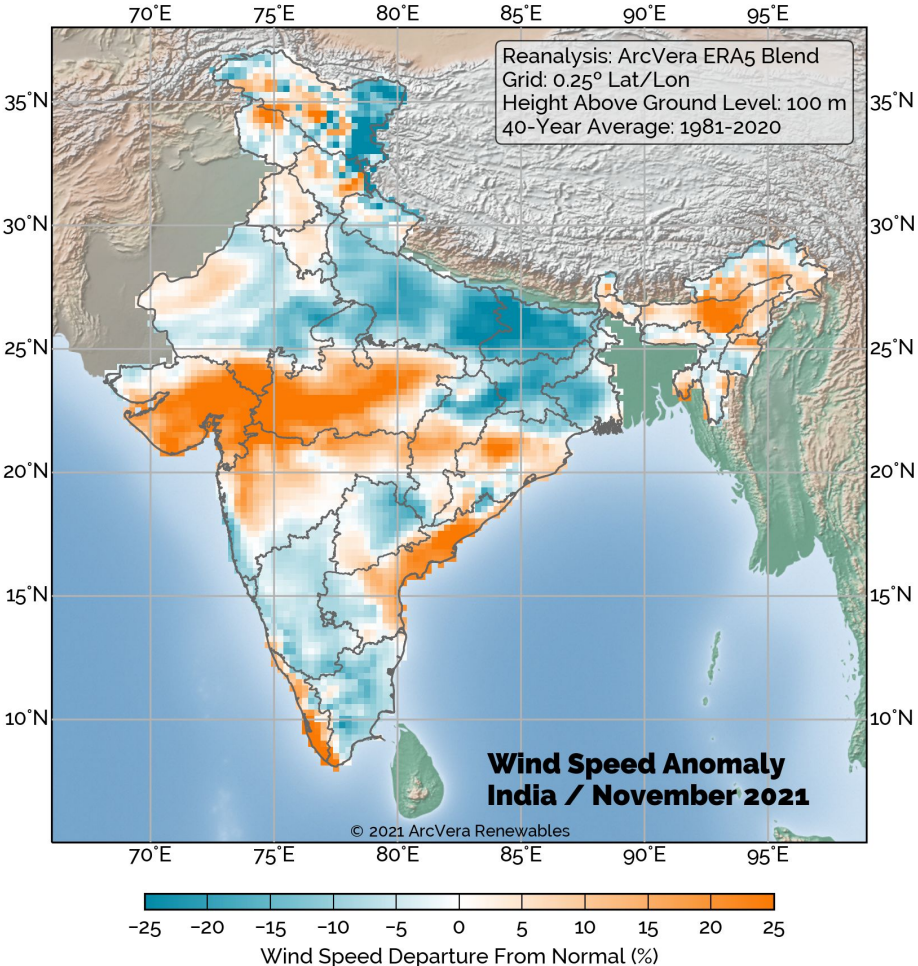 70°E 75°E 80°E 85°E 90°E 95°E
Reanalysis: ArcVera ERA5 Blend
Grid: 0.25º Lat/Lon
Height Above Ground Level: 100 m
40-Year Average: 1981-2020
35°N 35°N
30°N 30°N
25°N 25°N
20°N 20°N
15°N 15°N
10°N 10°N
Wind Speed Anomaly
India / November 2021
© 2021 ArcVera Renewables
70°E 75°E 80°E 85°E 90°E 95°E
−25 −20 −15 −10 −5 0 5 10 15 20 25
Wind Speed Departure From Normal (%)